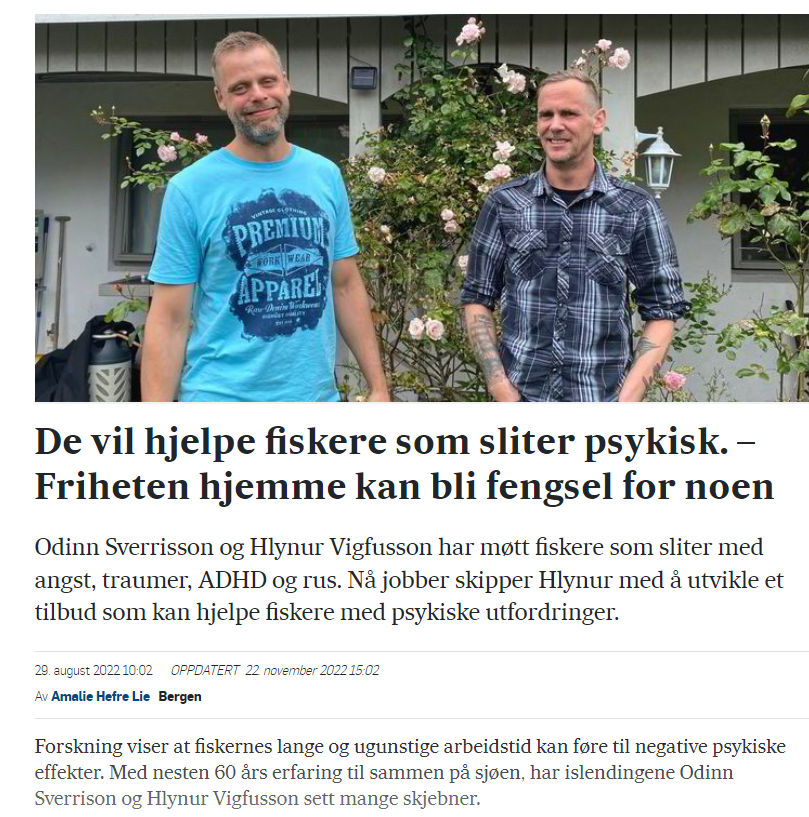 VINTAGE CLOTHING
PREMIUM
WORK WEAR
APPAREL
Raw Denim Workwears
De vil hjelpe fiskere som sliter psykisk. –
Friheten hjemme kan bli fengsel for noen
Odinn Sverrisson og Hlynur Vigfusson har møtt fiskere som sliter med
angst, traumer, ADHD og rus. Nå jobber skipper Hlynur med å utvikle et
tilbud som kan hjelpe fiskere med psykiske utfordringer.
29. august 2022 10:02 OPPDATERT 22. november 2022 15:02
Av Amalie Hefre Lie Bergen
Forskning viser at fiskernes lange og ugunstige arbeidstid kan føre til negative psykiske
effekter. Med nesten 60 års erfaring til sammen på sjøen, har islendingene Odinn
Sverrison og Hlynur Vigfusson sett mange skjebner.